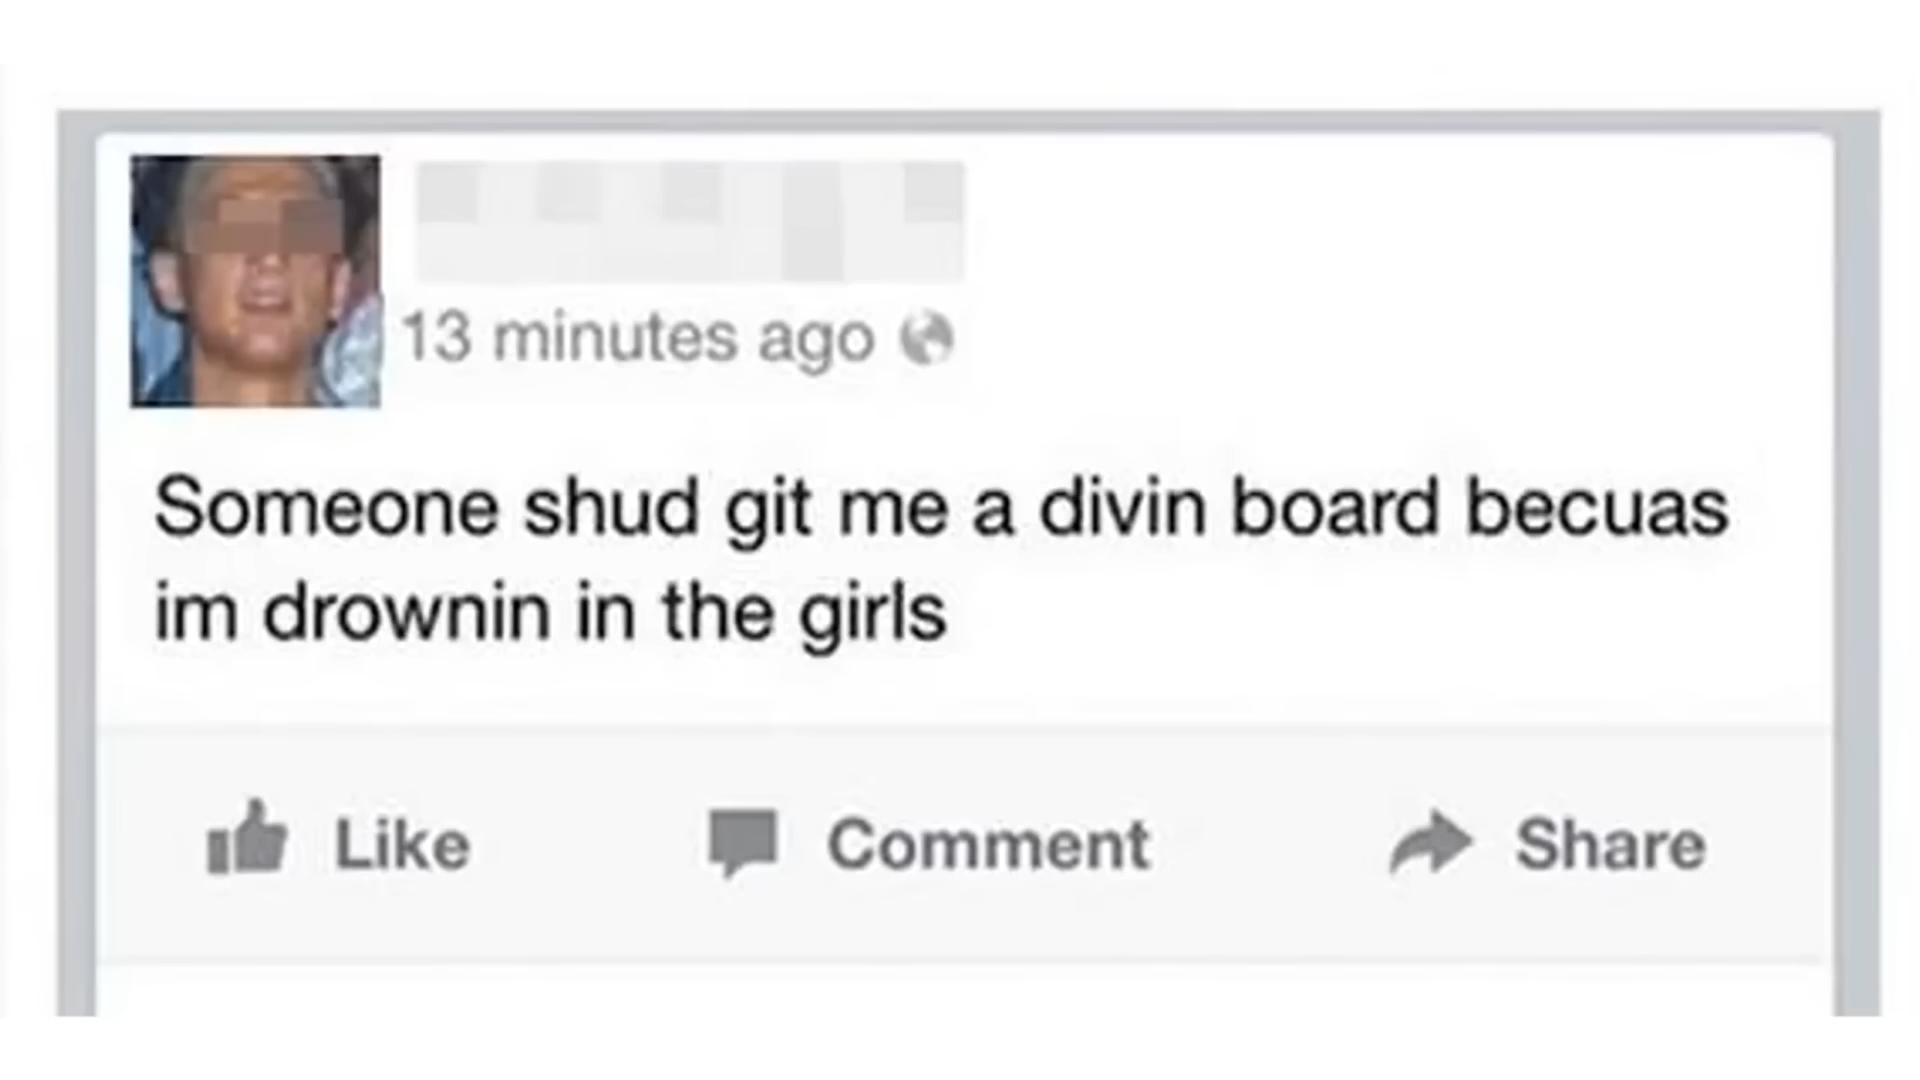 13 minutes ago
Someone shud git me a divin board becuas
im drownin in the girls
Like
Comment
Share